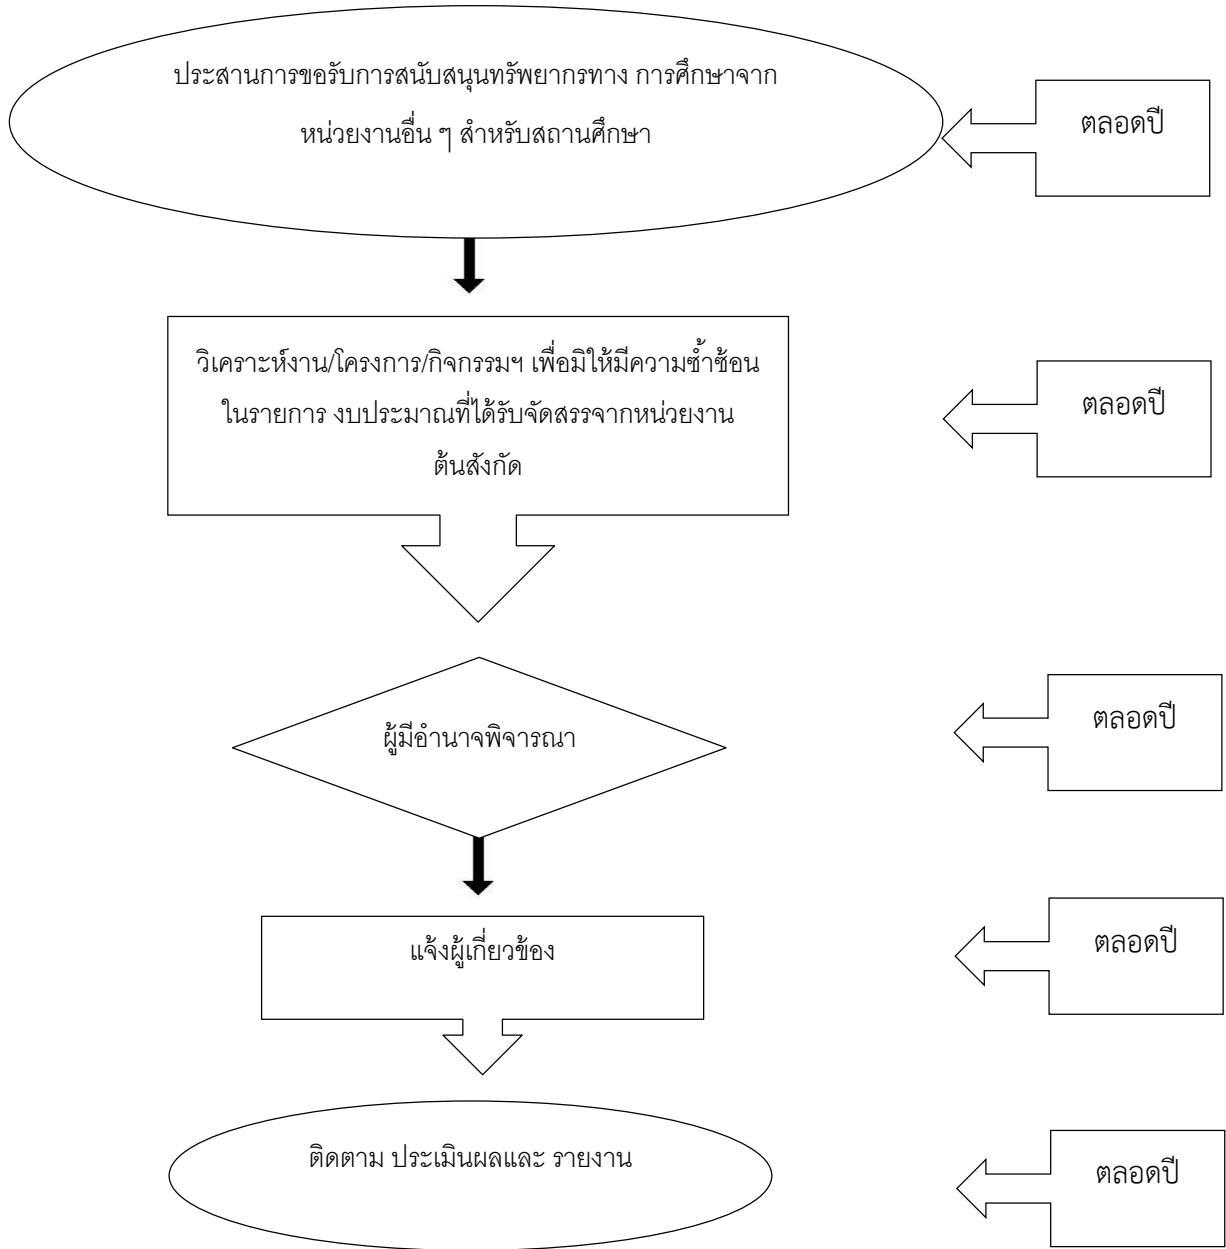 ประสานการขอรับการสนับสนุนทรัพยากรทาง การศึกษาจาก
หน่วยงานอื่น ๆ สำหรับสถานศึกษา
ตลอดปี
วิเคราะห์งาน/โครงการ/กิจกรรมฯ เพื่อมิให้มีความซ้ำซ้อน
ในรายการ งบประมาณที่ได้รับจัดสรรจากหน่วยงาน
ต้นสังกัด
ตลอดปี
ผู้มีอำนาจพิจารณา
ตลอดปี
แจ้งผู้เกี่ยวข้อง
ตลอดปี
ติดตาม ประเมินผลและ รายงาน
ตลอดปี